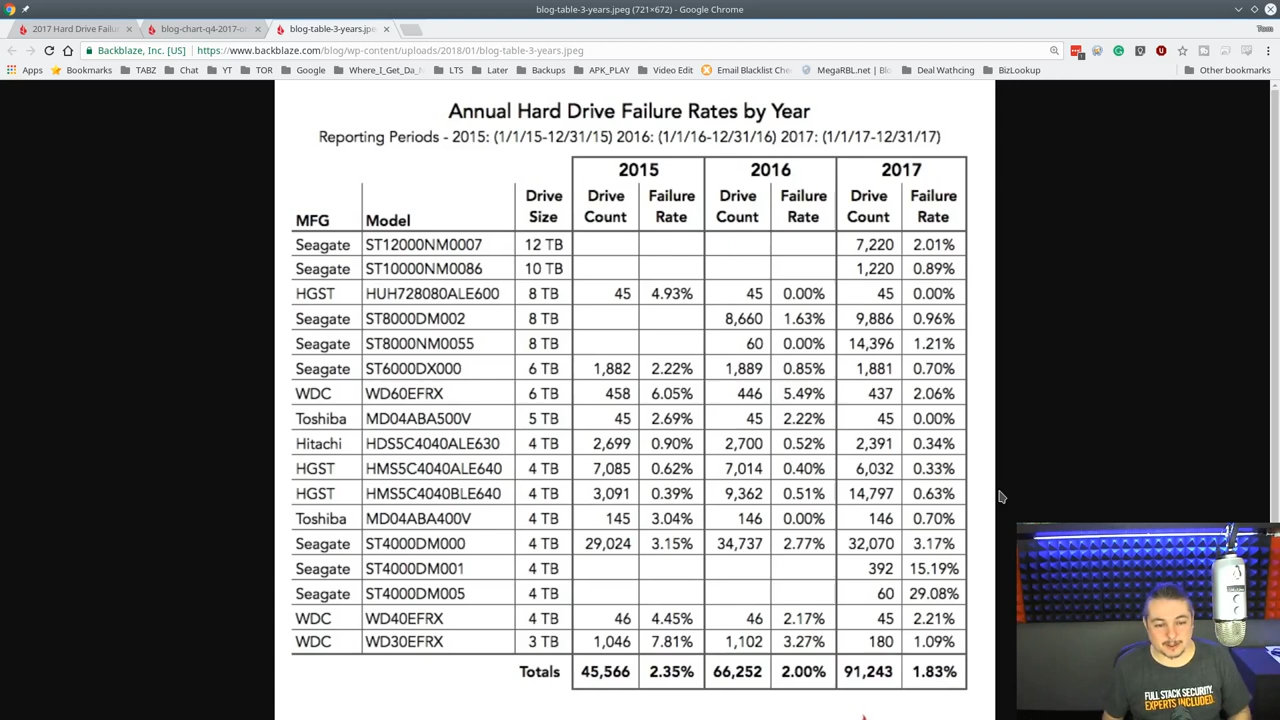 blog-table-3-years.jpeg (721×672) - Google Chrome
2017 Hard Drive Failu
blog-chart-q4-2017-o
blog-table-3-years.jpe
Tom
Backblaze, Inc. [US] https://www.backblaze.com/blog/wp-content/uploads/2018/01/blog-table-3-years.jpeg
Apps Bookmarks TABZ Chat YT TOR Google Where_I_Get_Da_ LTS Later Backups APK_PLAY Video Edit Email Blacklist Che MegaRBL.net | Blo Deal Wathcing BizLookup Other bookmarks
Annual Hard Drive Failure Rates by Year
Reporting Periods - 2015: (1/1/15-12/31/15) 2016: (1/1/16-12/31/16) 2017: (1/1/17-12/31/17)
2015 2016 2017
MFG Model Drive Size Drive Count Failure Rate Drive Count Failure Rate Drive Count Failure Rate
Seagate ST12000NM0007 12 TB 7,220 2.01%
Seagate ST10000NM0086 10 TB 1,220 0.89%
HGST HUH728080ALE600 8 TB 45 4.93% 45 0.00% 45 0.00%
Seagate ST8000DM002 8 TB 8,660 1.63% 9,886 0.96%
Seagate ST8000NM0055 8 TB 60 0.00% 14,396 1.21%
Seagate ST6000DX000 6 TB 1,882 2.22% 1,889 0.85% 1,881 0.70%
WDC WD60EFRX 6 TB 458 6.05% 446 5.49% 437 2.06%
Toshiba MD04ABA500V 5 TB 45 2.69% 45 2.22% 45 0.00%
Hitachi HDS5C4040ALE630 4 TB 2,699 0.90% 2,700 0.52% 2,391 0.34%
HGST HMS5C4040ALE640 4 TB 7,085 0.62% 7,014 0.40% 6,032 0.33%
HGST HMS5C4040BLE640 4 TB 3,091 0.39% 9,362 0.51% 14,797 0.63%
Toshiba MD04ABA400V 4 TB 145 3.04% 146 0.00% 146 0.70%
Seagate ST4000DM000 4 TB 29,024 3.15% 34,737 2.77% 32,070 3.17%
Seagate ST4000DM001 4 TB 392 15.19%
Seagate ST4000DM005 4 TB 60 29.08%
WDC WD40EFRX 4 TB 46 4.45% 46 2.17% 45 2.21%
WDC WD30EFRX 3 TB 1,046 7.81% 1,102 3.27% 180 1.09%
Totals 45,566 2.35% 66,252 2.00% 91,243 1.83%
FULL STACK SECURITY.
EXPERTS INCLUDED.